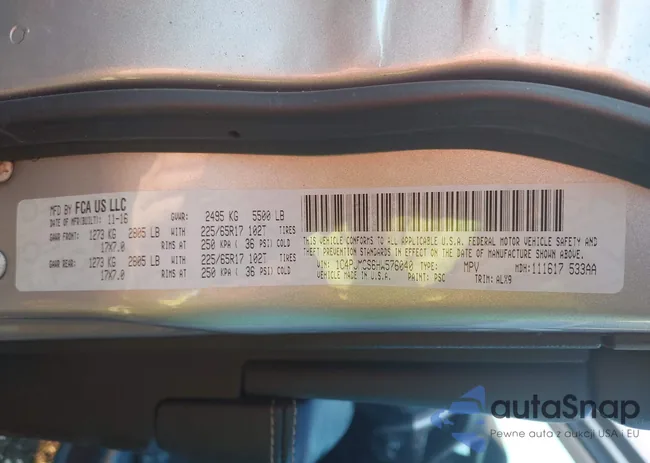 MFD BY FCA US LLC
DATE OF MFR(BUILT): 11-16 GVWR: 2495 KG 5500 LB
GAWR FRONT: 1273 KG 2805 LB WITH 225/65R17 102T TIRES
17X7.0 RIMS AT 250 KPA ( 36 PSI) COLD
GAWR REAR: 1273 KG 2805 LB WITH 225/65R17 102T TIRES
17X7.0 RIMS AT 250 KPA ( 36 PSI) COLD
THIS VEHICLE CONFORMS TO ALL APPLICABLE U.S.A. FEDERAL MOTOR VEHICLE SAFETY AND
THEFT PREVENTION STANDARDS IN EFFECT ON THE DATE OF MANUFACTURE SHOWN ABOVE.
VIN: TYPE: MPV MDH: 111617 533AA
VEHICLE MADE IN U.S.A. PAINT: PSC TRIM: ALX9
autaSnap
Pewne auta z aukcji USA i EU